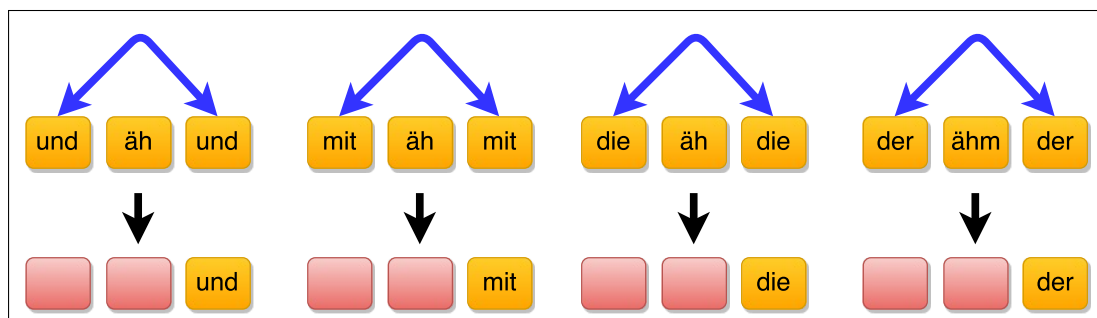 und äh und mit äh mit die äh die der ähm der
und mit die der